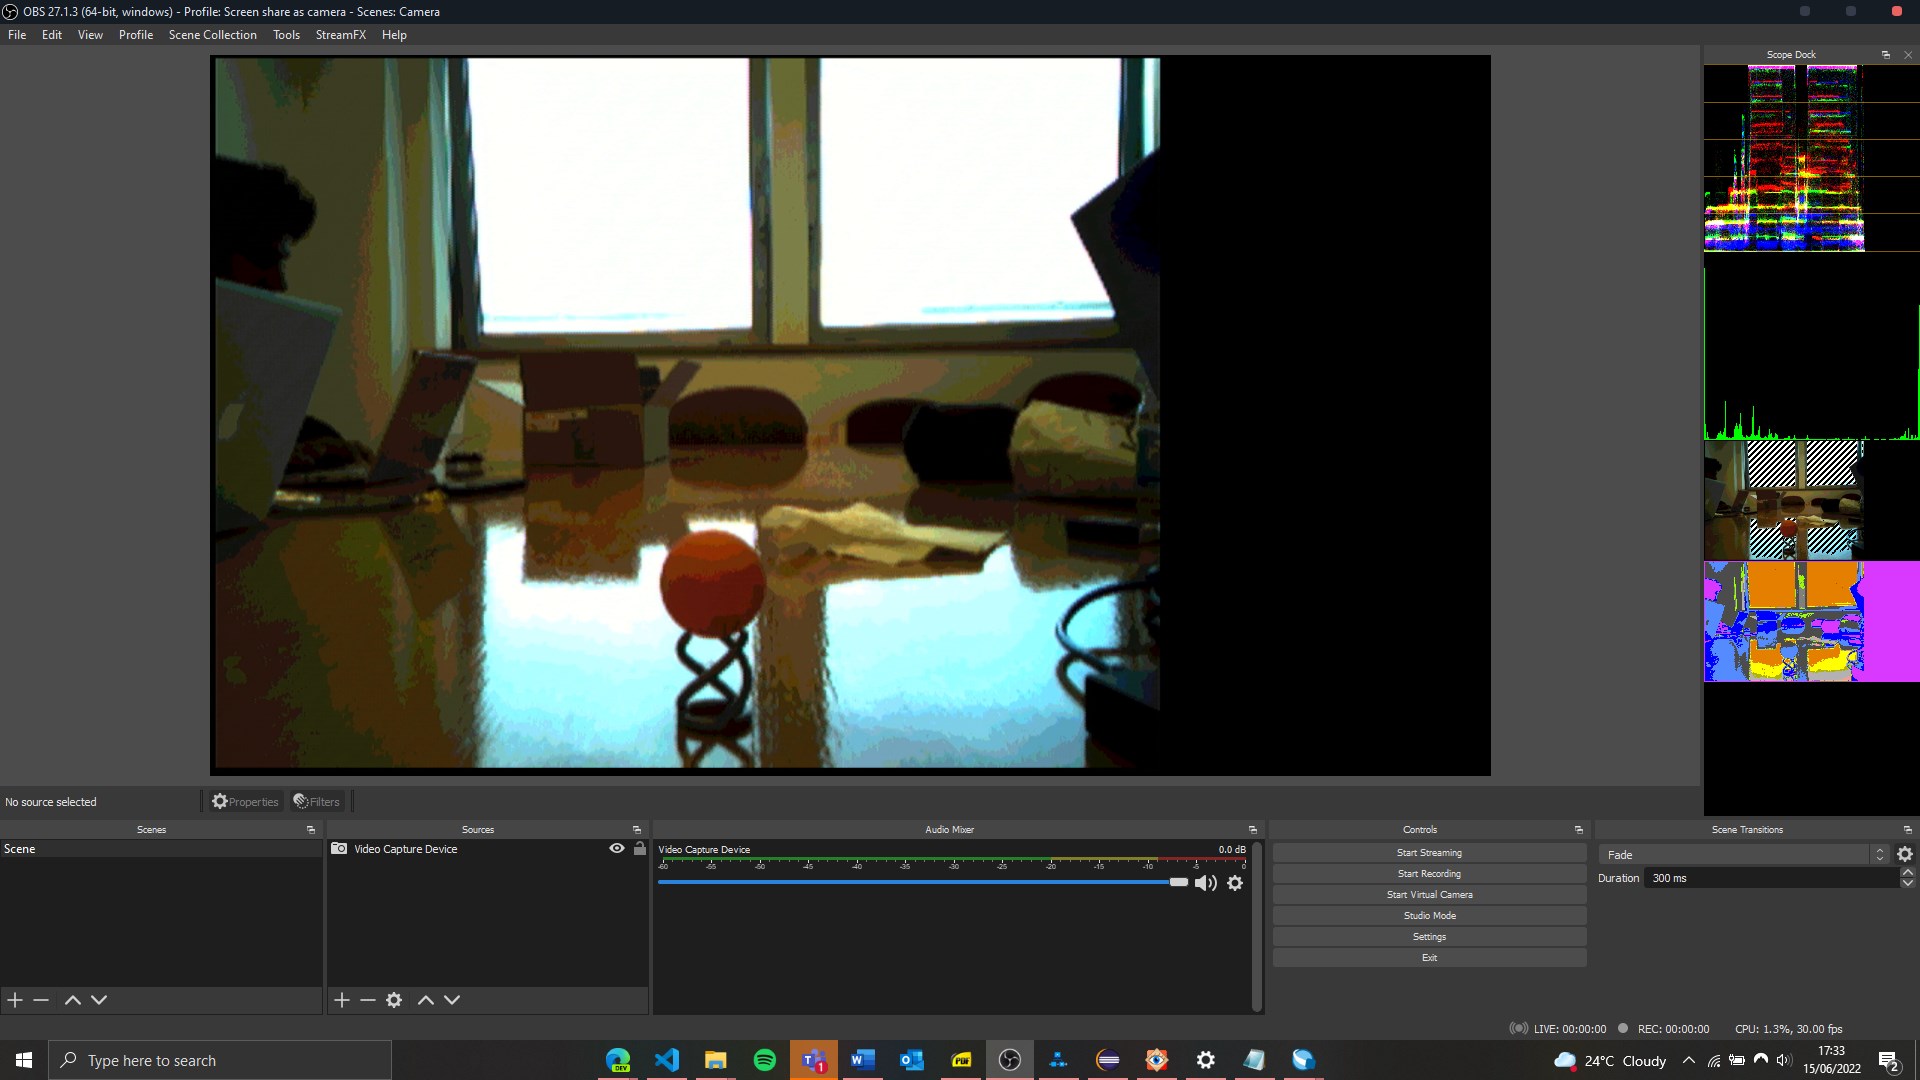 OBS 27.1.3 (64-bit, windows) - Profile: Screen share as camera - Scenes: Camera
File Edit View Profile Scene Collection Tools StreamFX Help
Scope Dock
No source selected
Properties
Filters
Scenes
Scene
Sources
Video Capture Device
Audio Mixer
Video Capture Device 0.0 dB
-60 -55 -50 -45 -40 -35 -30 -25 -20 -15 -10 -5 0
Controls
Start Streaming
Start Recording
Start Virtual Camera
Studio Mode
Settings
Exit
Scene Transitions
Fade
Duration 300 ms
LIVE: 00:00:00 REC: 00:00:00 CPU: 1.3%, 30.00 fps
Type here to search
DEV
T
1
W
O
PDF
24°C Cloudy
17:33
15/06/2022
2